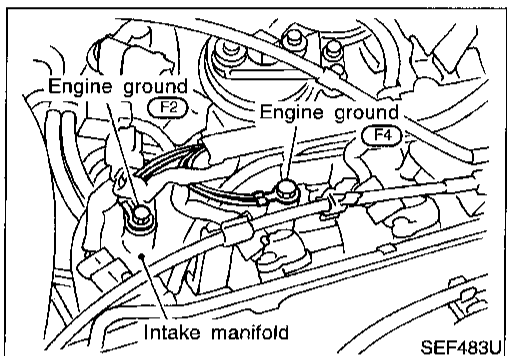 Engine ground
F2
Engine ground
F4
Intake manifold
SEF483U